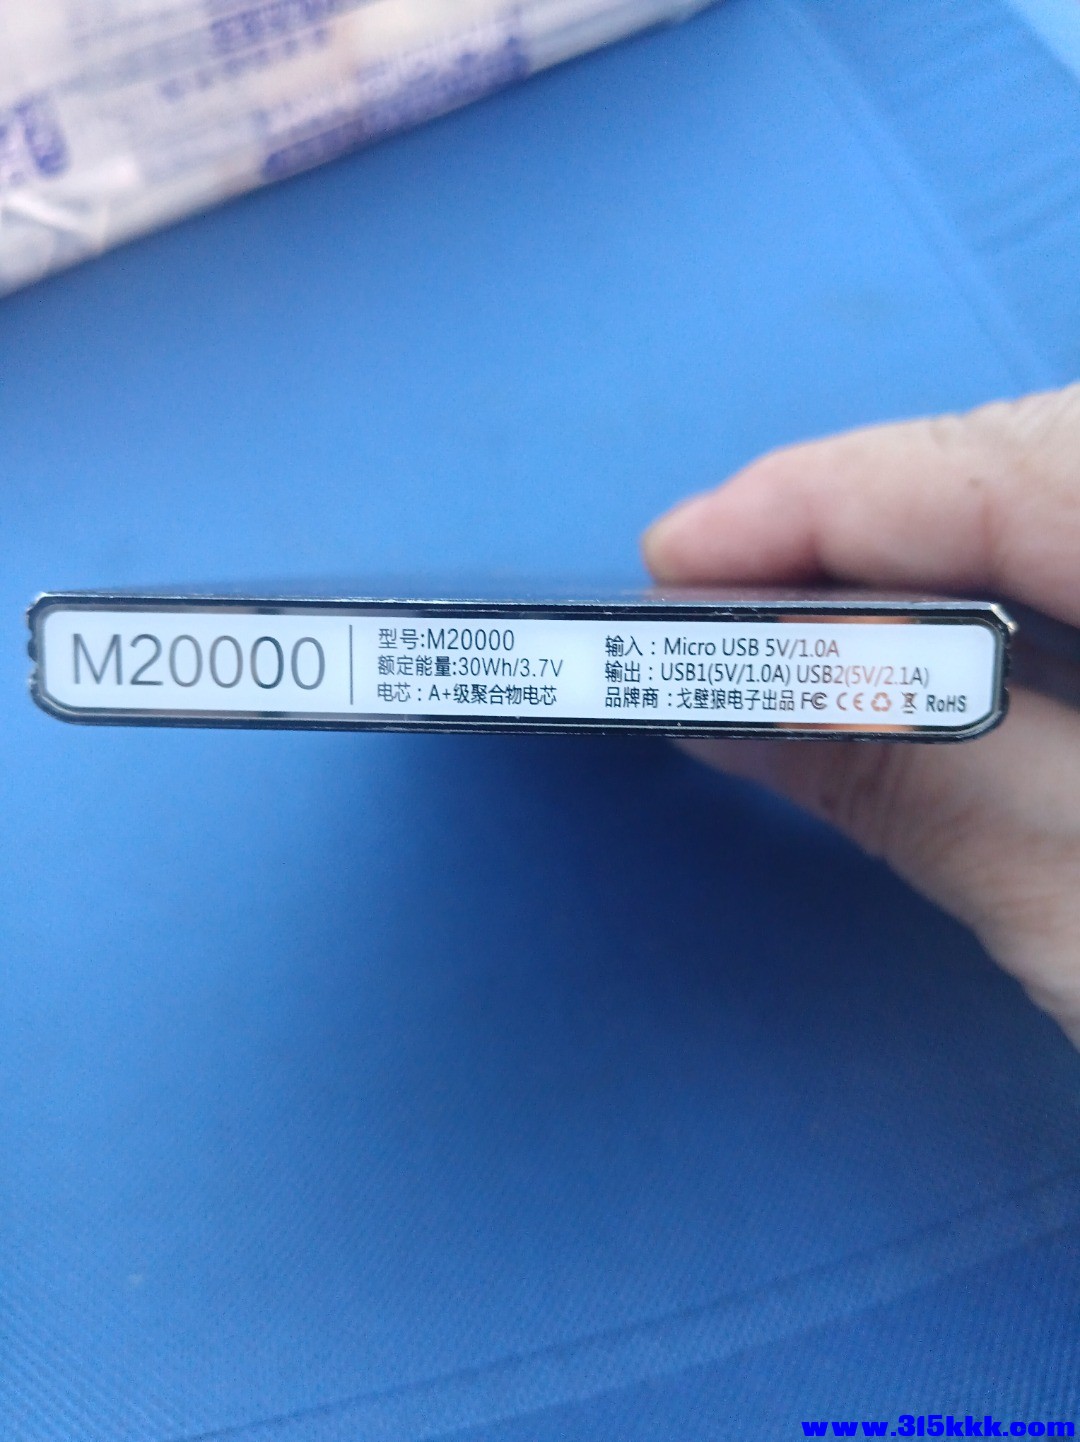 M20000
型号:M20000
额定能量:30Wh/3.7V
电芯：A+级聚合物电芯
输入：Micro USB 5V/1.0A
输出：USB1(5V/1.0A) USB2(5V/2.1A)
品牌商：戈壁狼电子出品 FC CE RoHS
www.315kkk.com